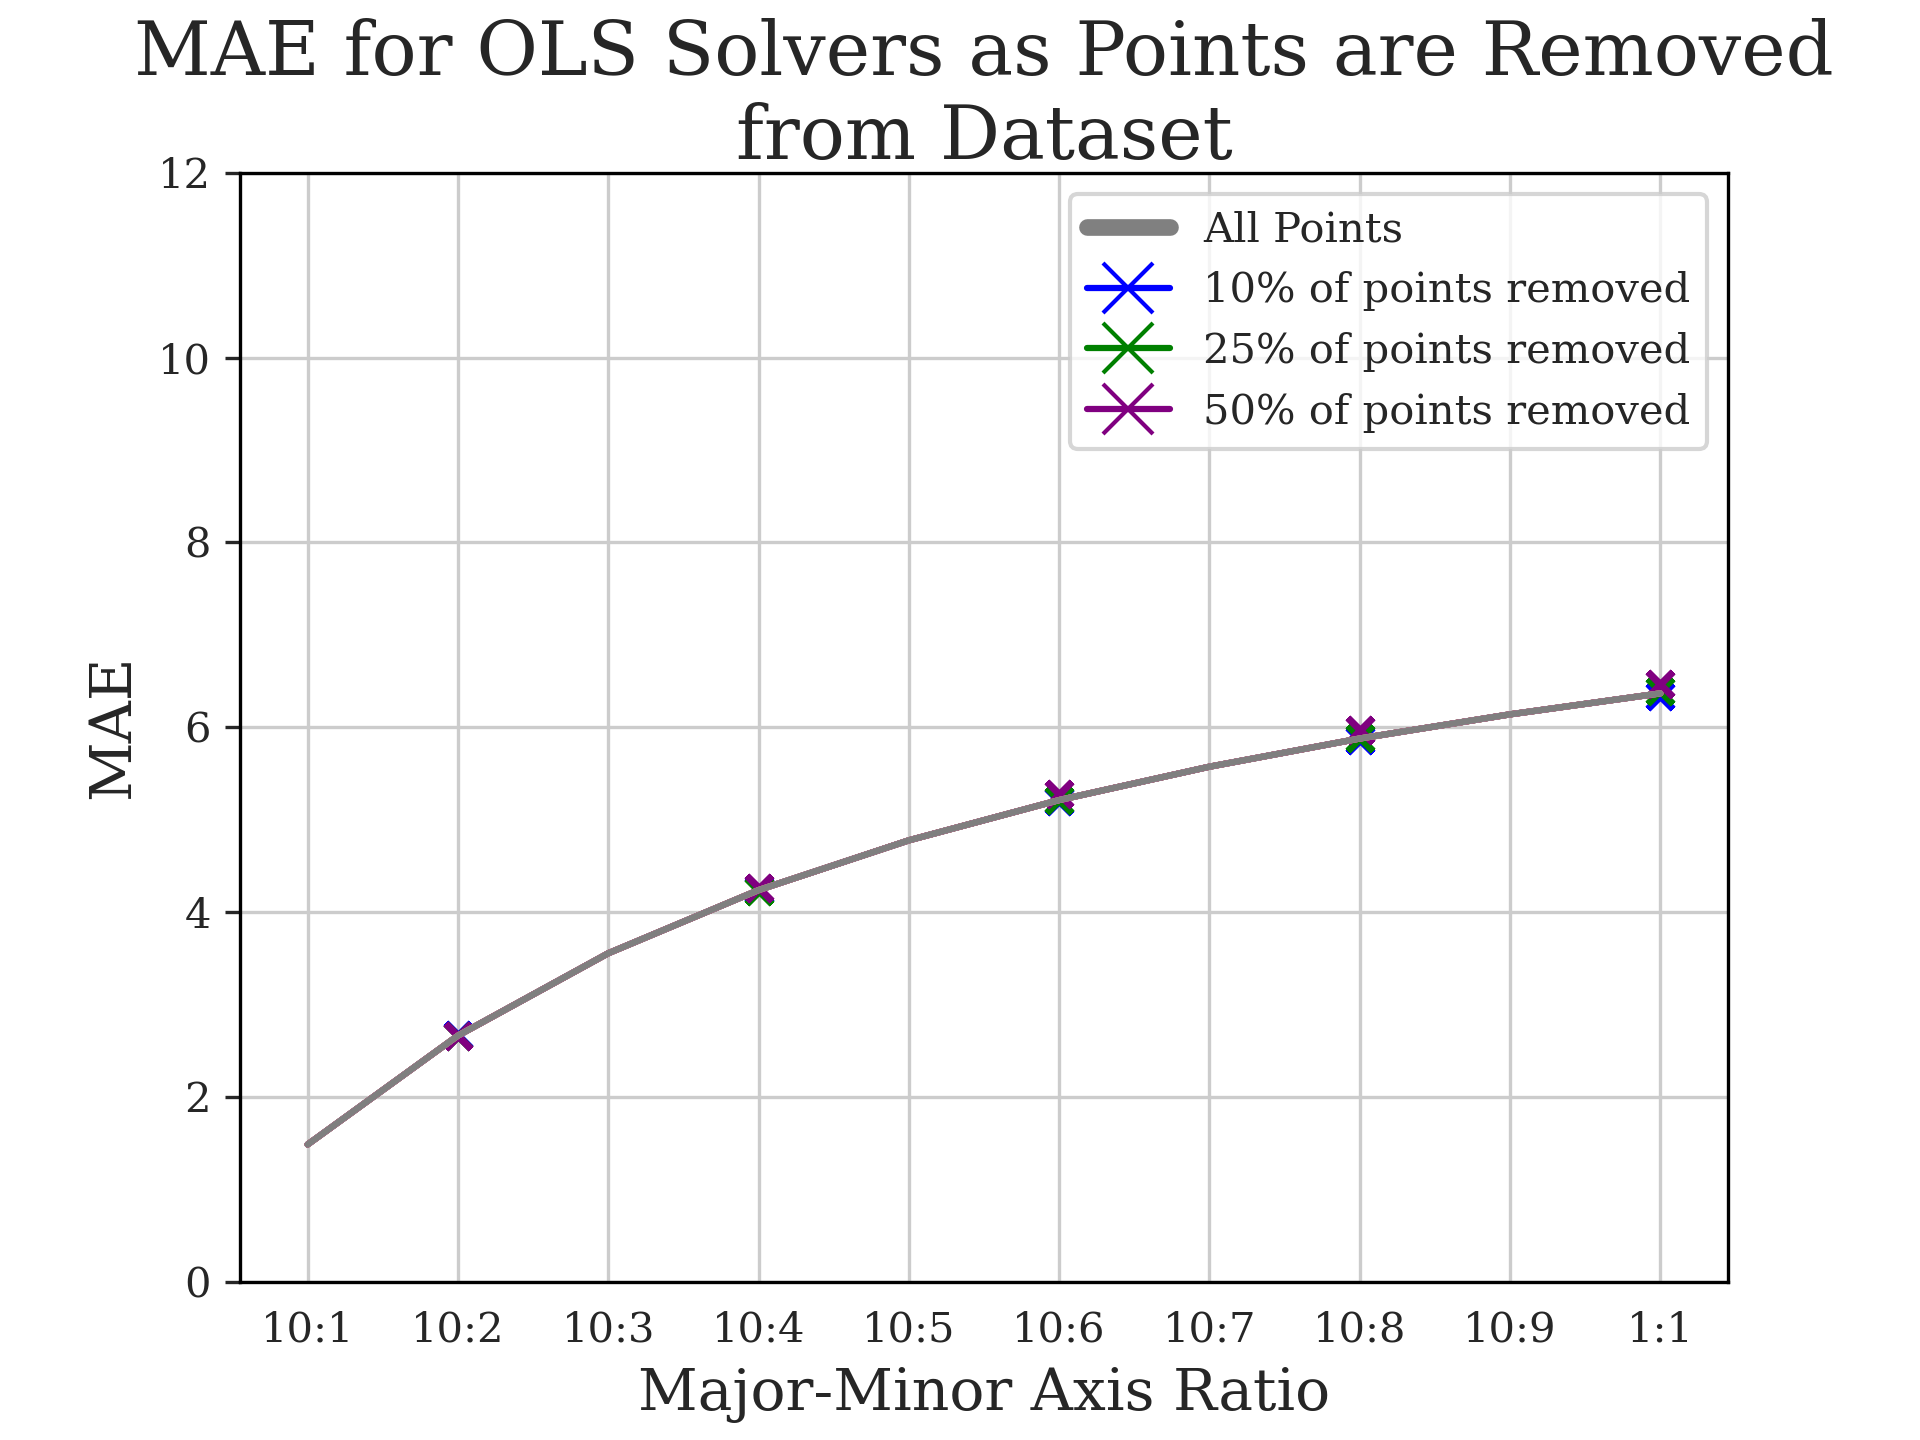 MAE for OLS Solvers as Points are Removed
from Dataset
12
10
8
6
4
2
0
MAE
All Points
10% of points removed
25% of points removed
50% of points removed
10:1 10:2 10:3 10:4 10:5 10:6 10:7 10:8 10:9 1:1
Major-Minor Axis Ratio